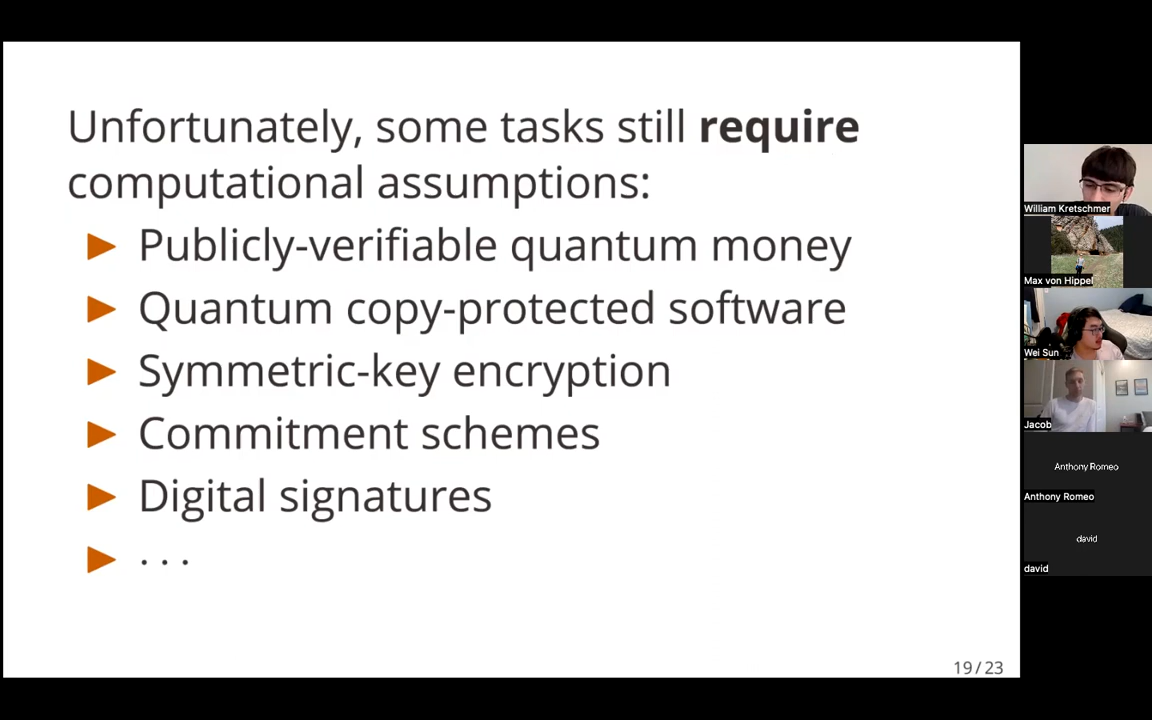 Unfortunately, some tasks still require
computational assumptions:
▶ Publicly-verifiable quantum money
▶ Quantum copy-protected software
▶ Symmetric-key encryption
▶ Commitment schemes
▶ Digital signatures
▶ . . .
19/23
William Kretschmer
Max von Hippel
Wei Sun
Jacob
Anthony Romeo
Anthony Romeo
david
david